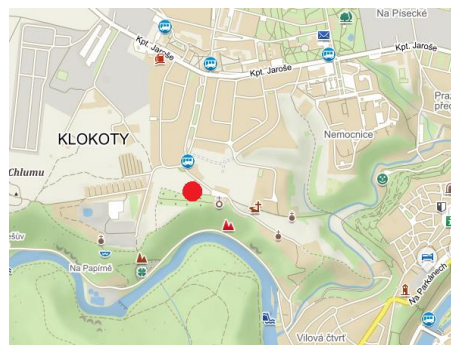 Na Písecké
Kpt. Jaroše
Kpt. Jaroše
Kpt. Jaroše
KLOKOTY
Nemocnice
Chlumu
Na Papírně
Na Parkánech
Vilová čtvrť